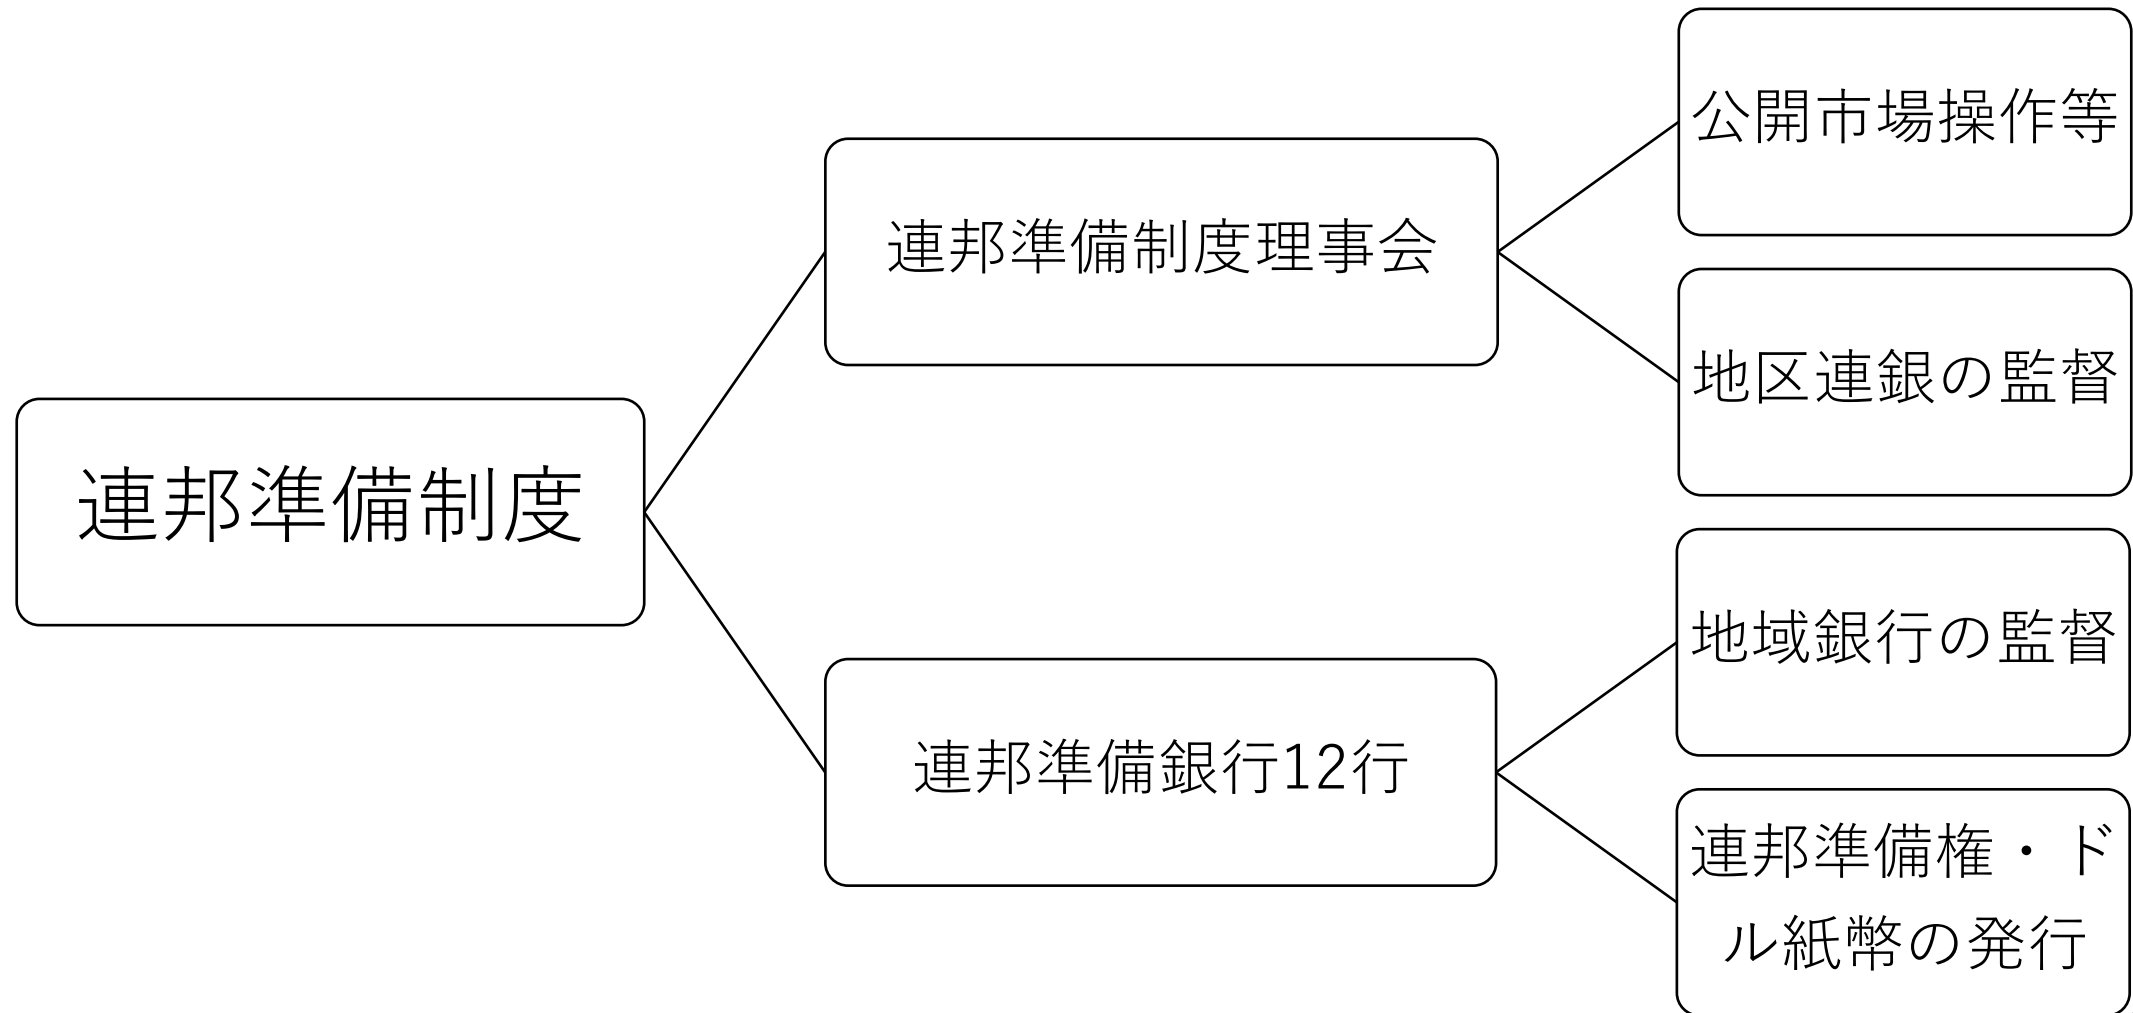 連邦準備制度
連邦準備制度理事会
公開市場操作等
地区連銀の監督
連邦準備銀行12行
地域銀行の監督
連邦準備権・ド
ル紙幣の発行